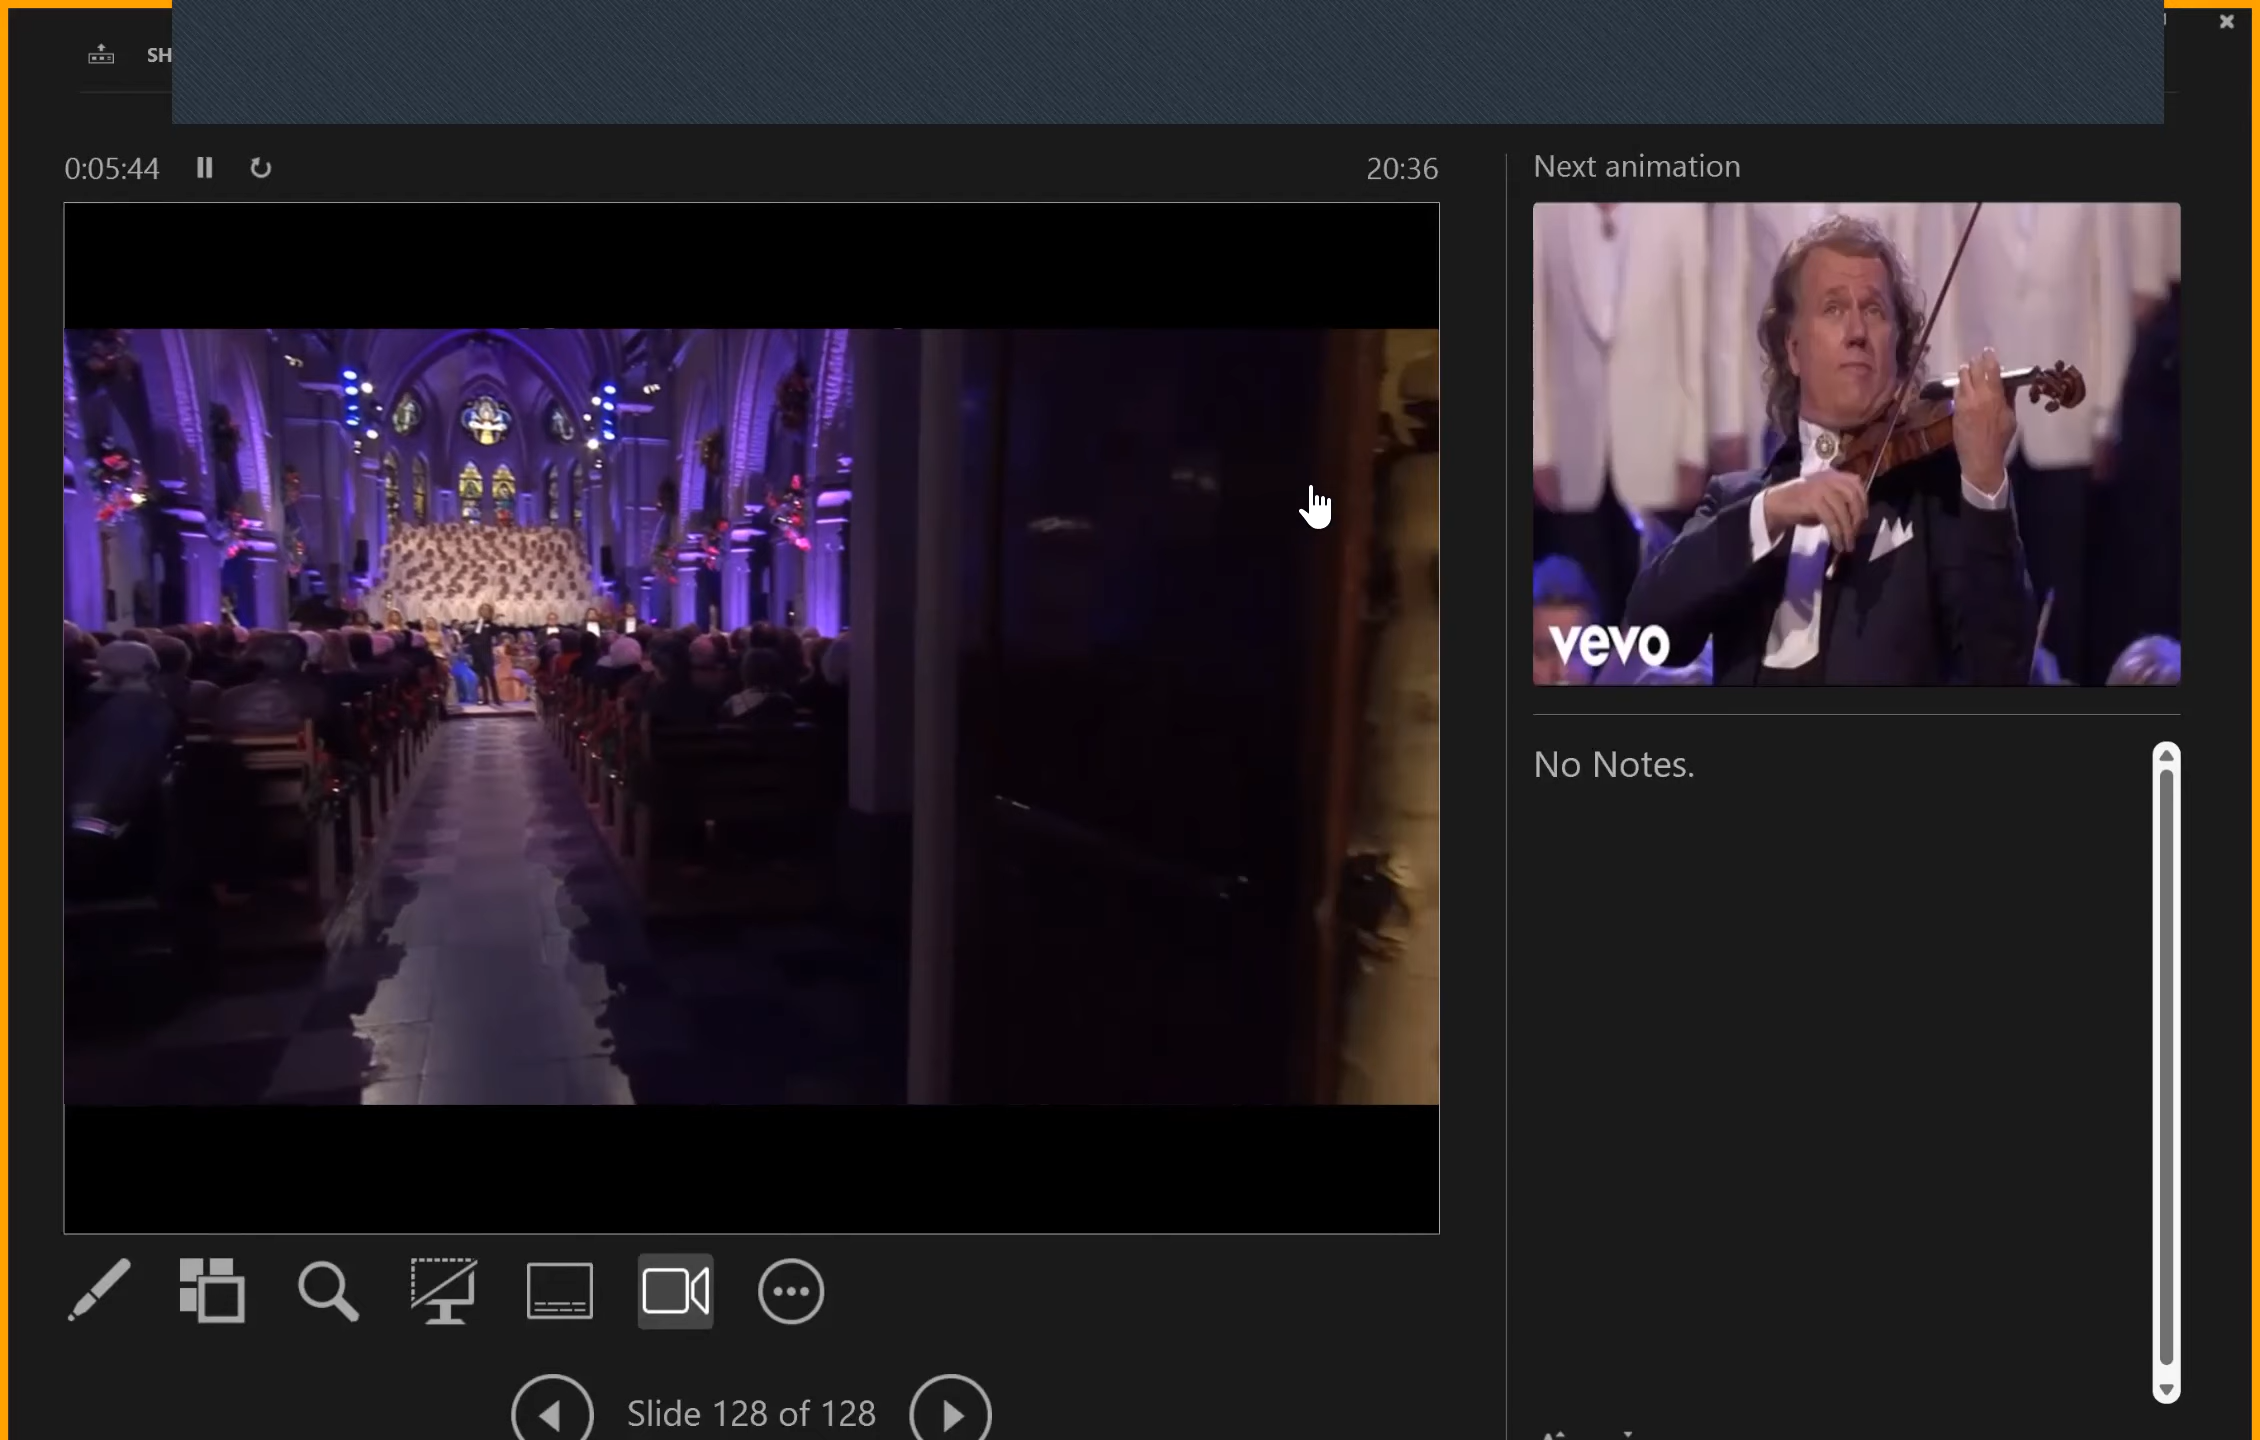 SH
0:05:44
20:36
Next animation
vevo
No Notes.
Slide 128 of 128